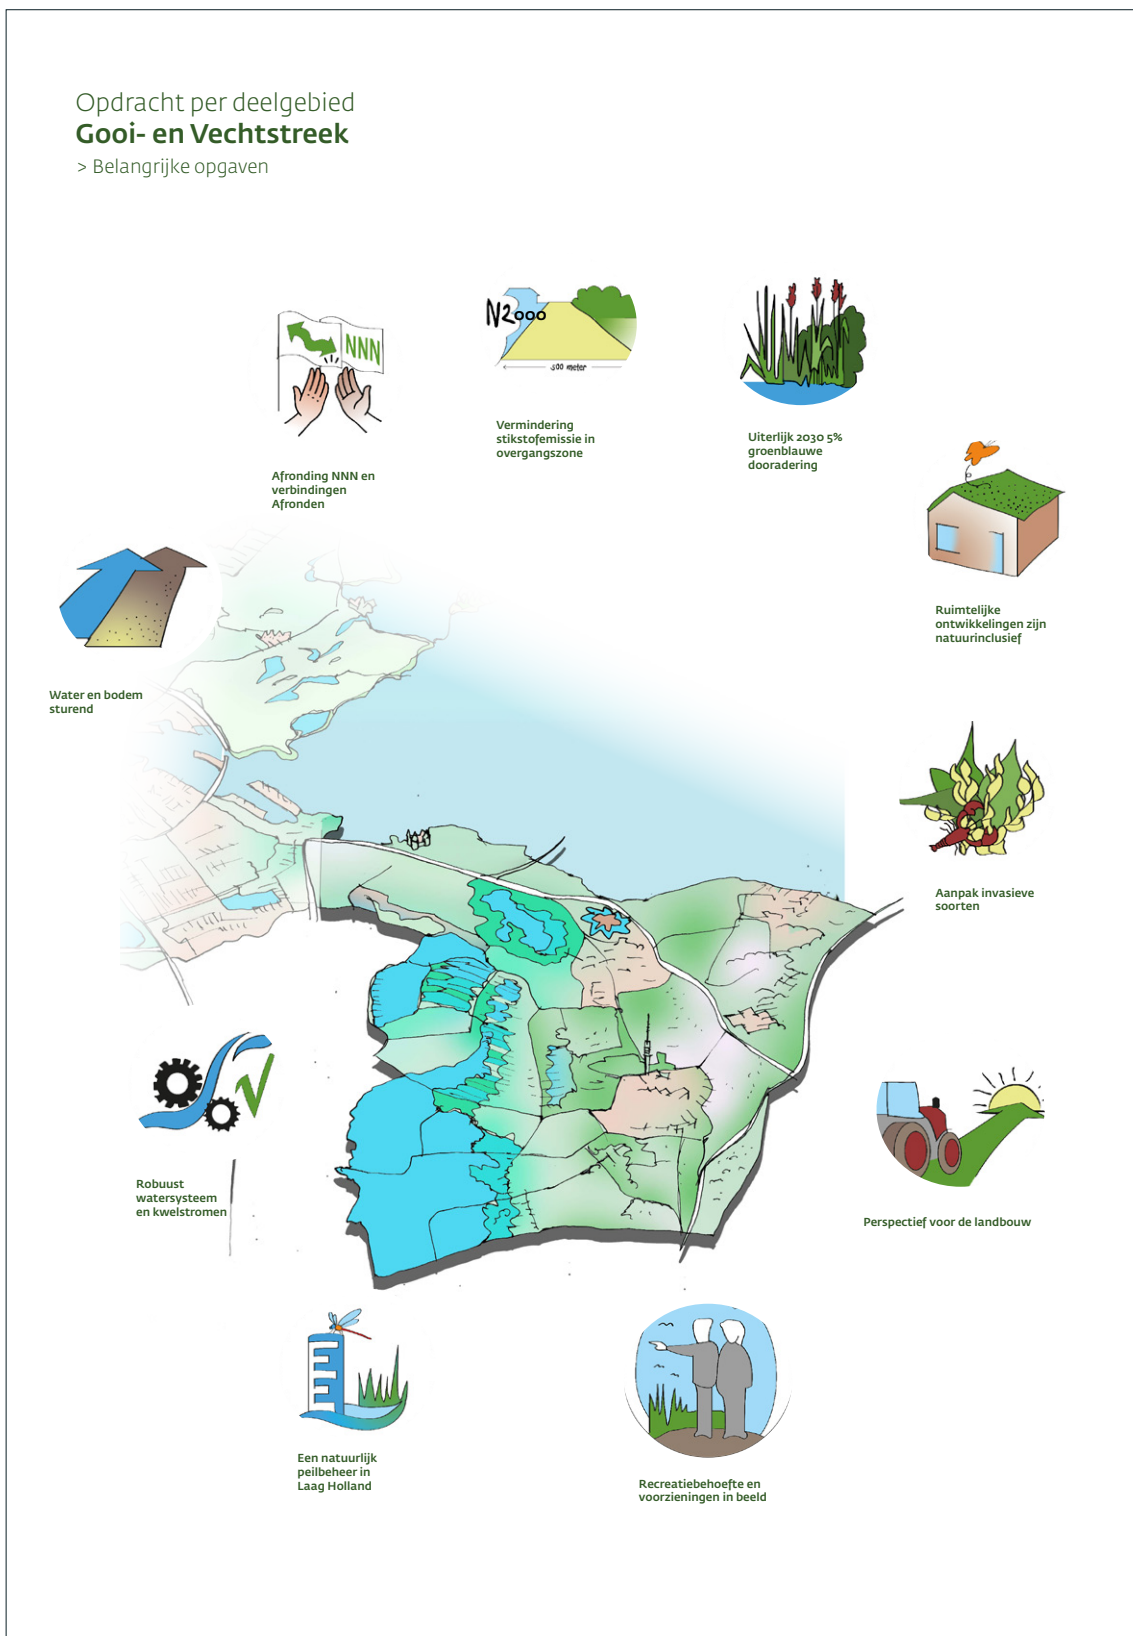 Opdracht per deelgebied
Gooi- en Vechtstreek
> Belangrijke opgaven
N2000
300 meter
NNN
Vermindering
stikstofemissie in
overgangszone
Uiterlijk 2030 5%
groenblauwe
dooradering
Afronding NNN en
verbindingen
Afronden
Ruimtelijke
ontwikkelingen zijn
natuurinclusief
Water en bodem
sturend
Aanpak invasieve
soorten
Robuust
watersysteem
en kwelstromen
Perspectief voor de landbouw
Een natuurlijk
peilbeheer in
Laag Holland
Recreatiebehoefte en
voorzieningen in beeld